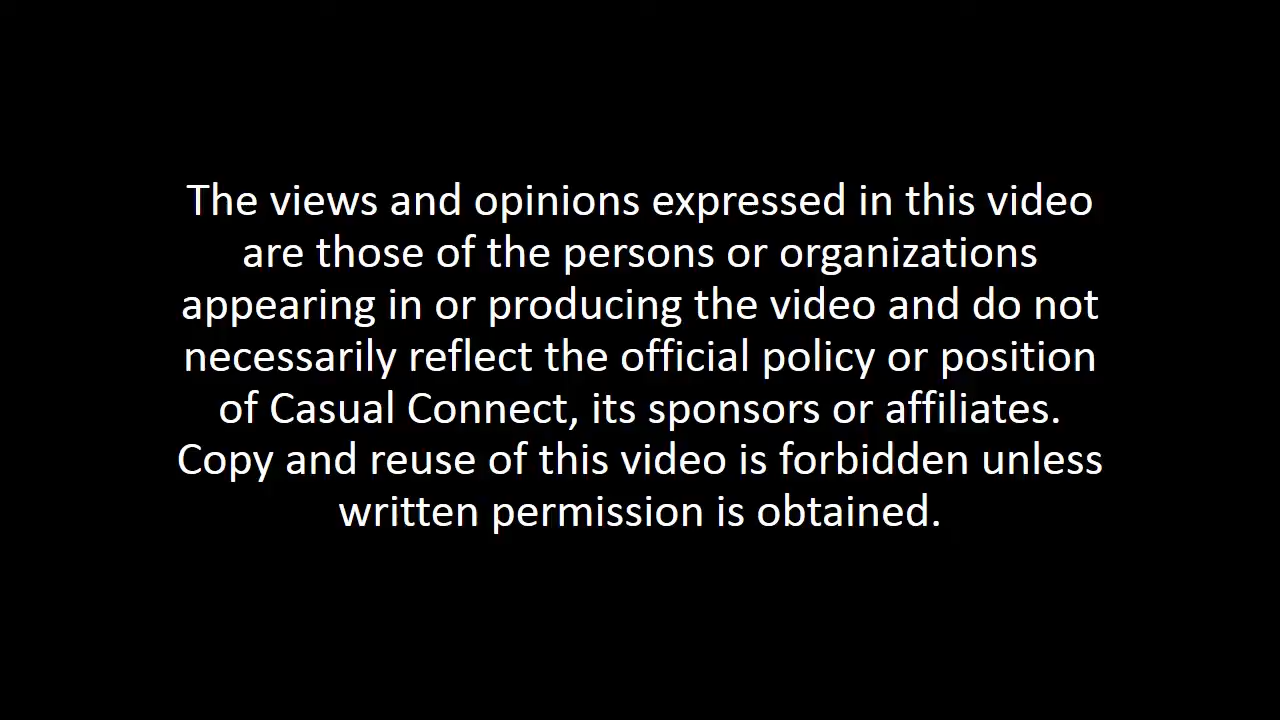 The views and opinions expressed in this video
are those of the persons or organizations
appearing in or producing the video and do not
necessarily reflect the official policy or position
of Casual Connect, its sponsors or affiliates.
Copy and reuse of this video is forbidden unless
written permission is obtained.